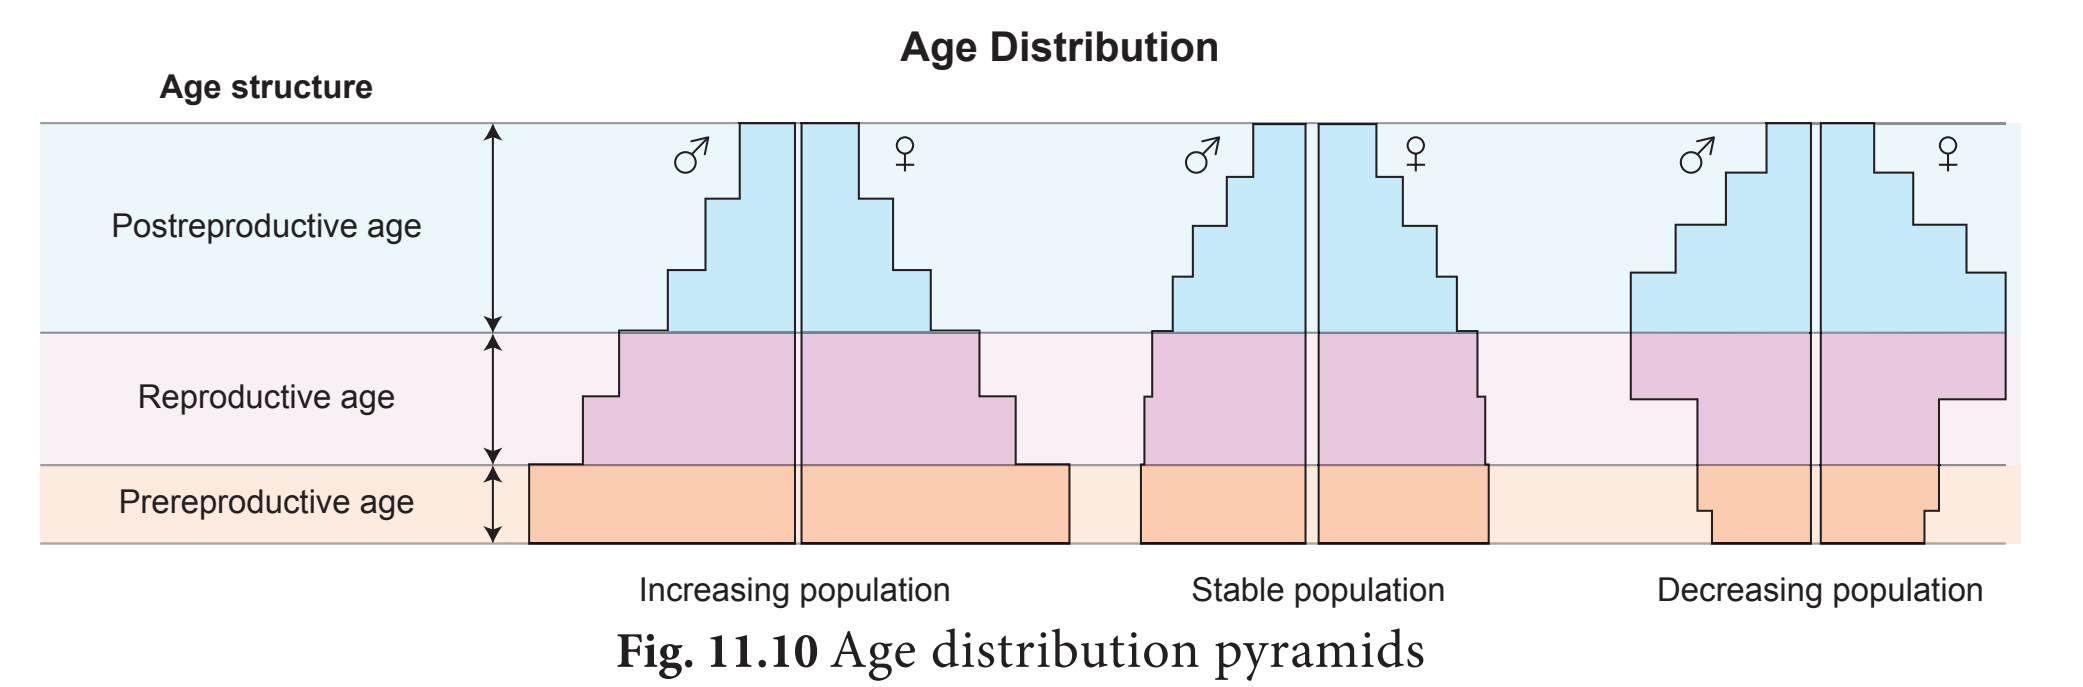 Age Distribution
Age structure
♂ ♀ ♂ ♀ ♂ ♀
Postreproductive age
Reproductive age
Prereproductive age
Increasing population Stable population Decreasing population
Fig. 11.10 Age distribution pyramids